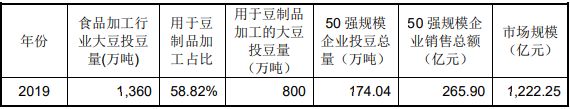 年份
食品加工行
业大豆投豆
量(万吨)
用于豆制
品加
工占比
用于豆制品
加工的大豆
投豆量
（万吨）
50 强规模
企业投豆总
量（万吨）
50 强规模企
业销售总额
（亿元）
市场规模
（亿元）
2019
1,360
58.82%
800
174.04
265.90
1,222.25